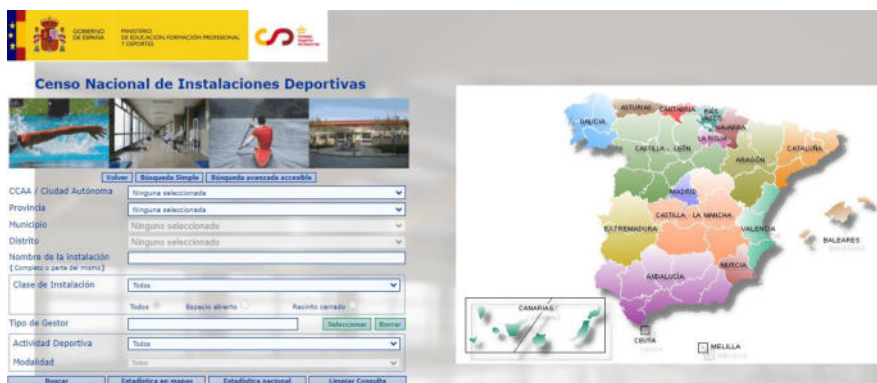 GOBIERNO
DE ESPAÑA
MINISTERIO
DE EDUCACIÓN, FORMACIÓN PROFESIONAL
Y DEPORTES
Censo Nacional de Instalaciones Deportivas
Volver Búsqueda Simple Búsqueda avanzada accesible
CCAA / Ciudad Autónoma Ninguna seleccionada
Provincia Ninguna seleccionada
Municipio Ninguno seleccionado
Distrito Ninguno seleccionado
Nombre de la instalación
(Completo o parte del mismo)
Clase de Instalación Todos
Todos Espacio abierto Recinto cerrado
Tipo de Gestor Seleccionar Borrar
Actividad Deportiva Todas
Modalidad Todos
Buscar Estadística en mapas Estadística nacional Limpiar Consulta
GALICIA
ASTURIAS
CANTABRIA
PAÍS
VASCO
NAVARRA
LA RIOJA
CASTILLA - LEÓN
ARAGÓN
CATALUÑA
MADRID
EXTREMADURA
CASTILLA - LA MANCHA
VALENCIA
BALEARES
ANDALUCÍA
MURCIA
CANARIAS
CEUTA
MELILLA